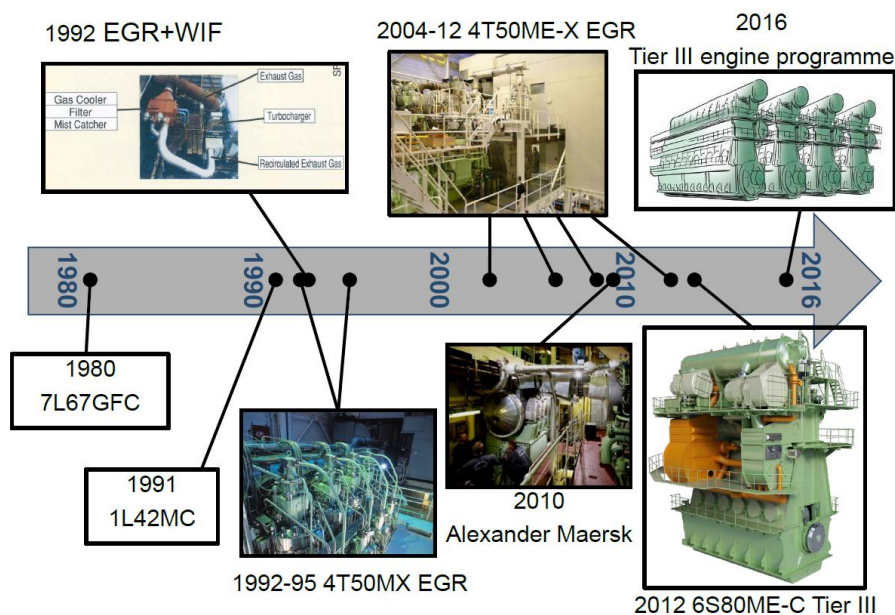 1992 EGR+WIF
Exhaust Gas
Gas Cooler
Filter
Mist Catcher
Turbocharger
Recirculated Exhaust Gas
2004-12 4T50ME-X EGR
2016
Tier III engine programme
1980
1990
2000
2010
2016
1980
7L67GFC
1991
1L42MC
1992-95 4T50MX EGR
2010
Alexander Maersk
2012 6S80ME-C Tier III